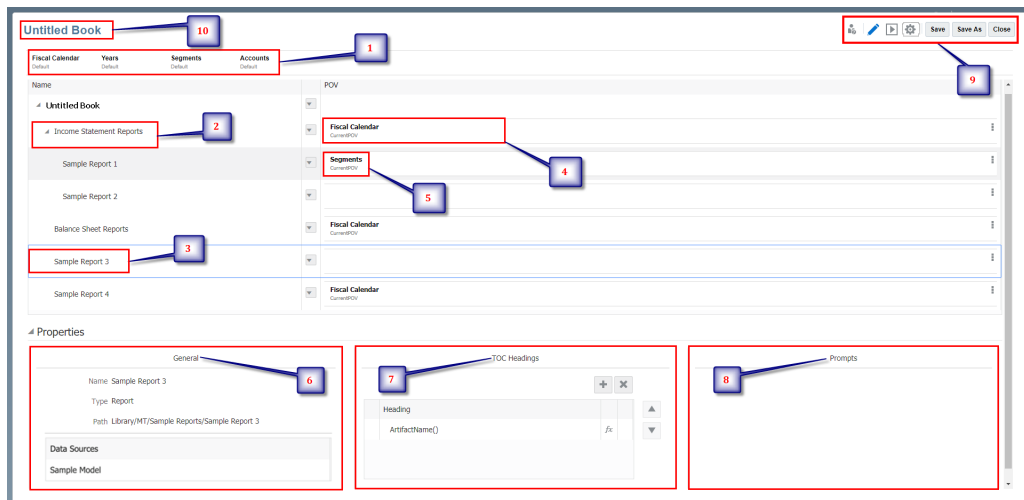 Untitled Book
10
Save Save As Close
1
9
Fiscal Calendar Years Segments Accounts
Default Default Default Default
Name POV
Untitled Book
Income Statement Reports
2
Fiscal Calendar
CurrentPOV
4
Sample Report 1
Segments
CurrentPOV
5
Sample Report 2
Balance Sheet Reports
Fiscal Calendar
CurrentPOV
3
Sample Report 3
Sample Report 4
Fiscal Calendar
CurrentPOV
Properties
General
TOC Headings
Prompts
6
7
8
Name Sample Report 3
Type Report
Path Library/MT/Sample Reports/Sample Report 3
Heading
ArtifactName() fx
Data Sources
Sample Model